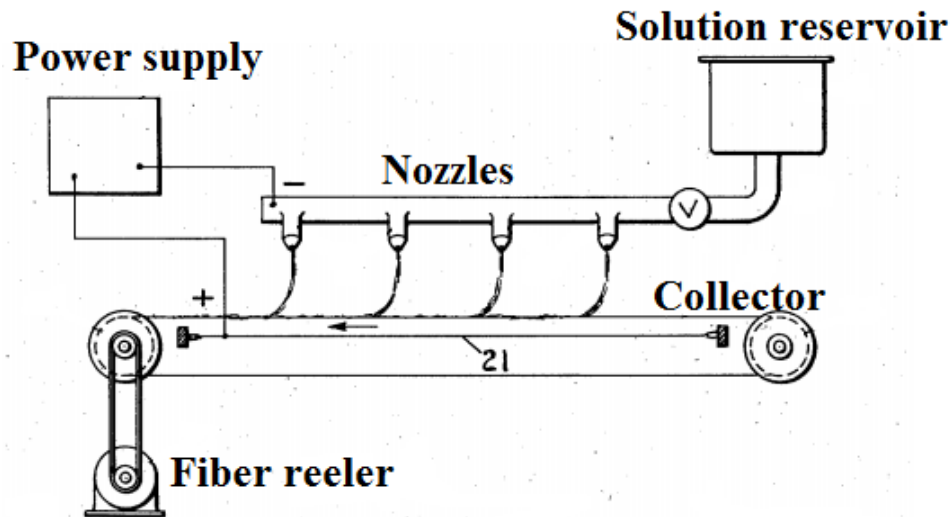 Solution reservoir
Power supply
Nozzles
−
V
+
Collector
21
Fiber reeler